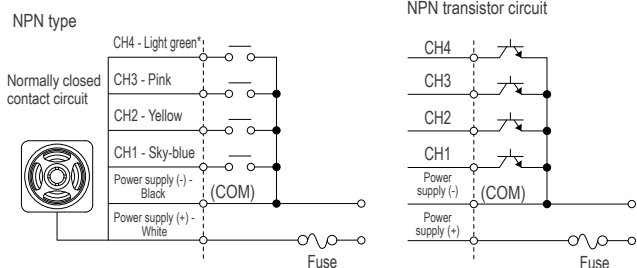 NPN type
CH4 - Light green*
Normally closed
contact circuit
CH3 - Pink
CH2 - Yellow
CH1 - Sky-blue
Power supply (-) -
Black
(COM)
Power supply (+) -
White
Fuse
NPN transistor circuit
CH4
CH3
CH2
CH1
Power
supply (-)
(COM)
Power
supply (+)
Fuse